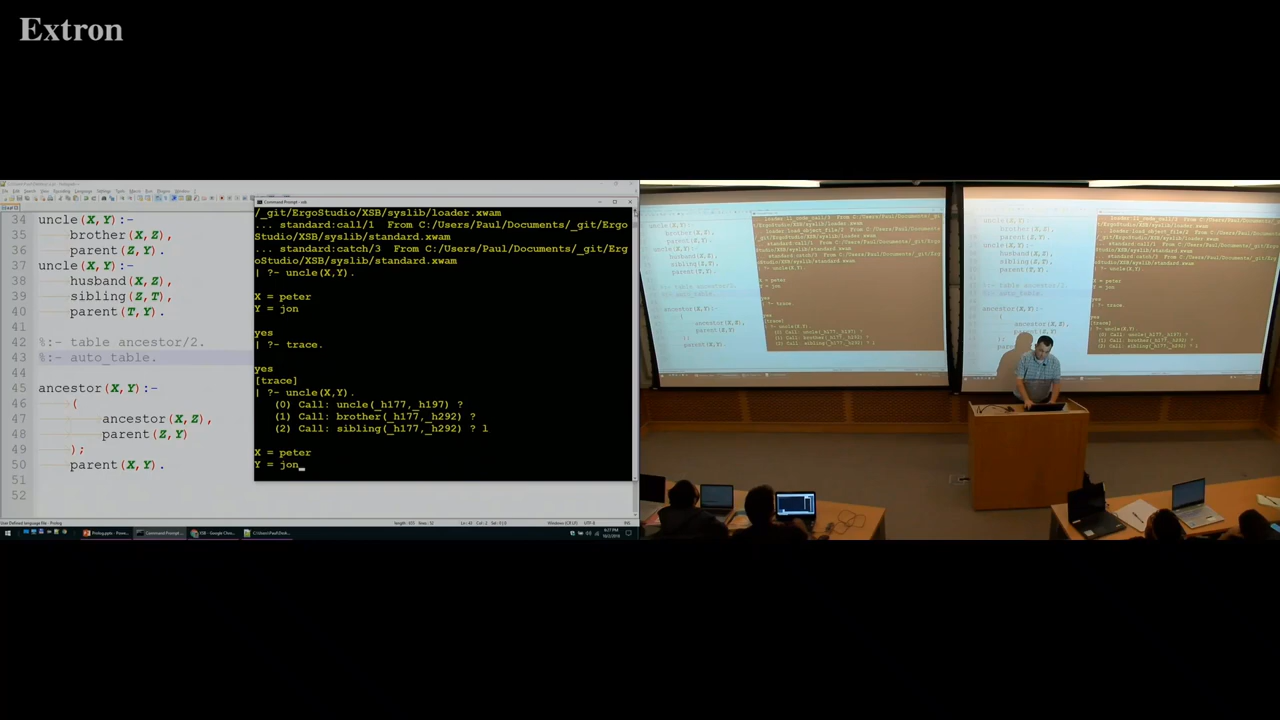 Extron
34 uncle(X,Y):-
35 brother(X,Z),
36 parent(Z,Y).
37 uncle(X,Y):-
38 husband(X,Z),
39 sibling(Z,T),
40 parent(T,Y).
41
42 %:- table ancestor/2.
43 %:- auto_table.
44
45 ancestor(X,Y):-
46 (
47 ancestor(X,Z),
48 parent(Z,Y)
49 );
50 parent(X,Y).
51
52
Command Prompt - xsb
/_git/ErgoStudio/XSB/syslib/loader.xwam
... standard:call/1 From C:/Users/Paul/Documents/_git/Ergo
Studio/XSB/syslib/standard.xwam
... standard:catch/3 From C:/Users/Paul/Documents/_git/Erg
oStudio/XSB/syslib/standard.xwam
| ?- uncle(X,Y).
X = peter
Y = jon
yes
| ?- trace.
yes
[trace]
| ?- uncle(X,Y).
(0) Call: uncle(_h177,_h197) ?
(1) Call: brother(_h177,_h292) ?
(2) Call: sibling(_h177,_h292) ? l
X = peter
Y = jon